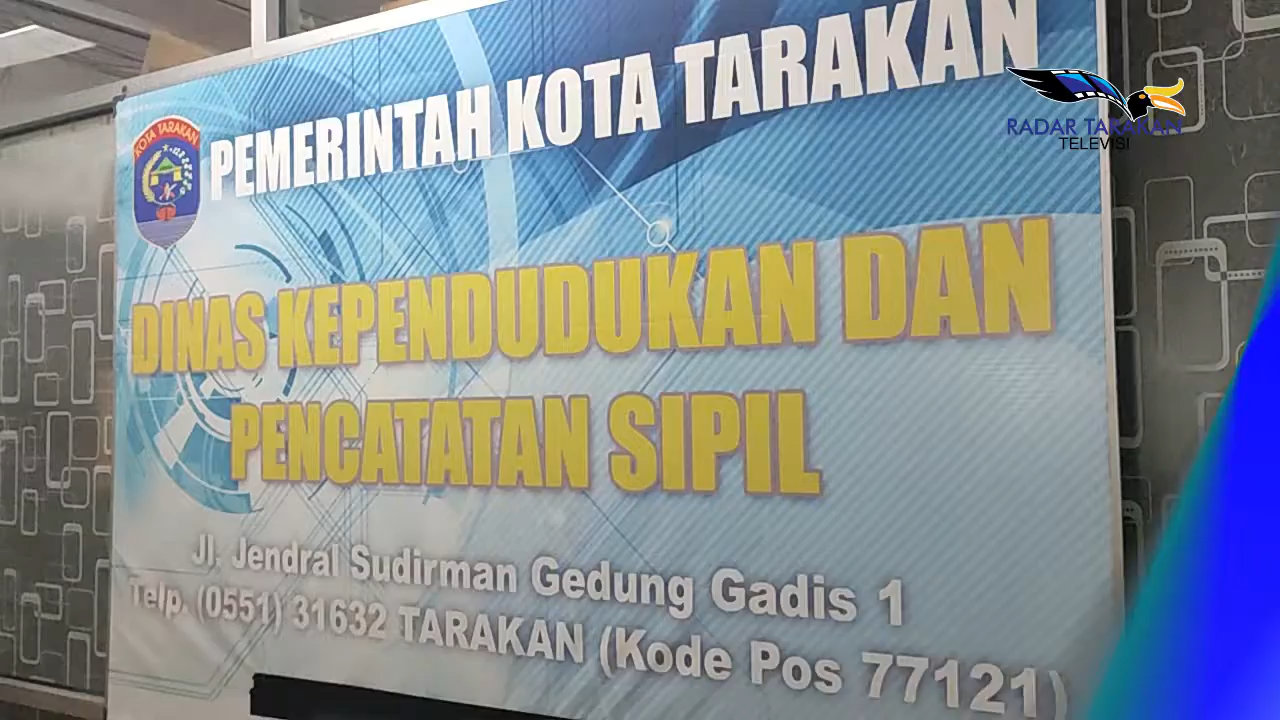 KOTA TARAKAN
PEMERINTAH KOTA TARAKAN
RADAR TARAKAN
TELEVISI
DINAS KEPENDUDUKAN DAN
PENCATATAN SIPIL
Jl. Jendral Sudirman Gedung Gadis 1
Telp. (0551) 31632 TARAKAN (Kode Pos 77121)